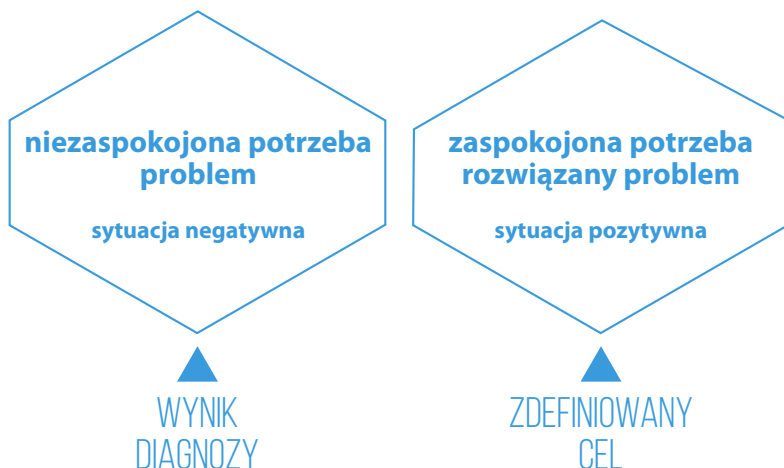 niezaspokojona potrzeba
problem
sytuacja negatywna
zaspokojona potrzeba
rozwiązany problem
sytuacja pozytywna
WYNIK
DIAGNOZY
ZDEFINIOWANY
CEL